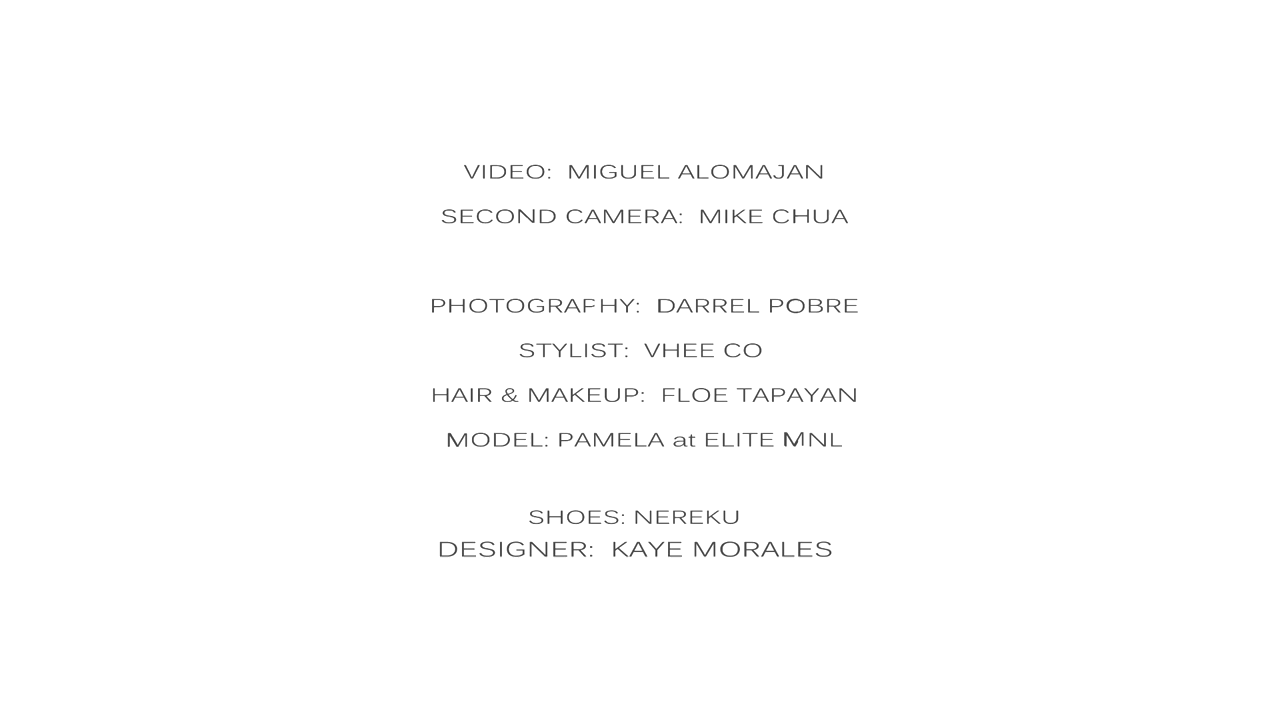 VIDEO:  MIGUEL ALOMAJAN
SECOND CAMERA:  MIKE CHUA
PHOTOGRAPHY:  DARREL POBRE
STYLIST:  VHEE CO
HAIR & MAKEUP:  FLOE TAPAYAN
MODEL: PAMELA at ELITE MNL
SHOES: NEREKU
DESIGNER:  KAYE MORALES